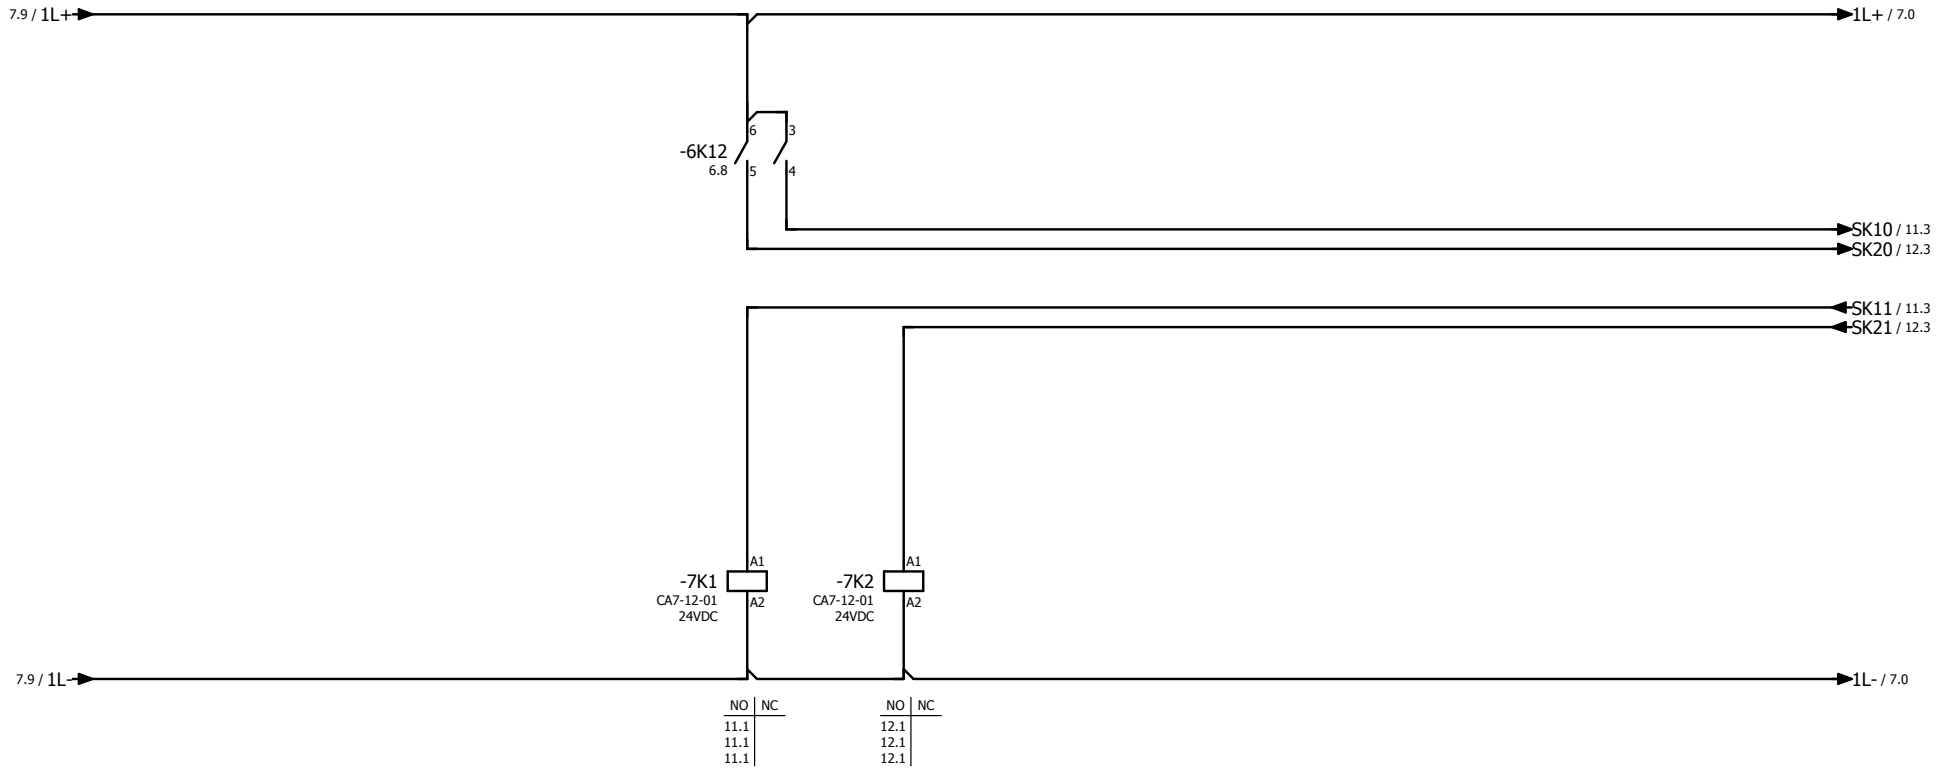 7.9 / 1L+
1L+ / 7.0
6
3
-6K12
6.8
5
4
SK10 / 11.3
SK20 / 12.3
SK11 / 11.3
SK21 / 12.3
A1
A1
-7K1
-7K2
CA7-12-01
A2
CA7-12-01
A2
24VDC
24VDC
7.9 / 1L-
1L- / 7.0
NO NC
NO NC
11.1
12.1
11.1
12.1
11.1
12.1